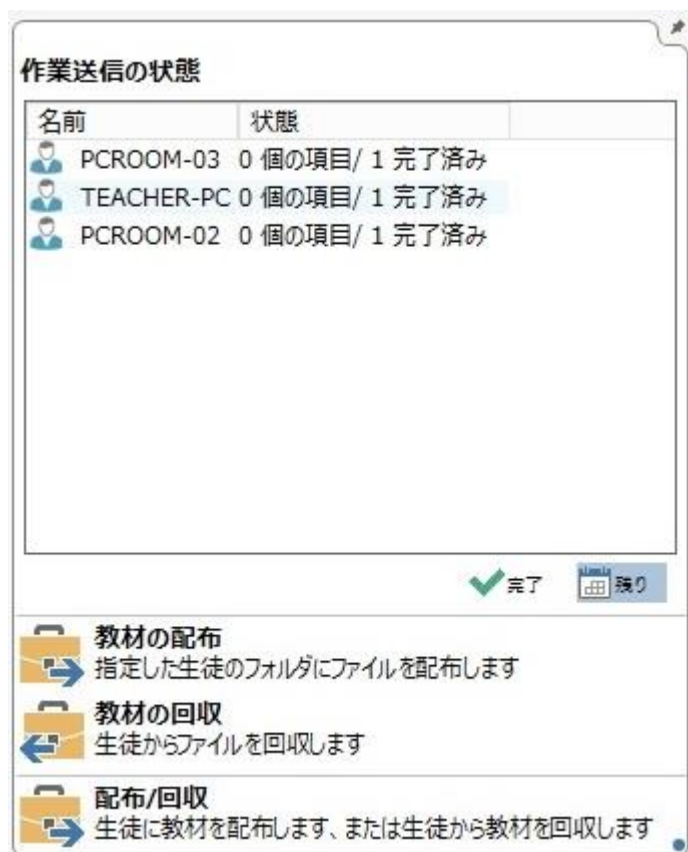 作業送信の状態
名前 状態
PCROOM-03 0 個の項目/ 1 完了済み
TEACHER-PC 0 個の項目/ 1 完了済み
PCROOM-02 0 個の項目/ 1 完了済み
完了 残り
教材の配布
指定した生徒のフォルダにファイルを配布します
教材の回収
生徒からファイルを回収します
配布/回収
生徒に教材を配布します、または生徒から教材を回収します